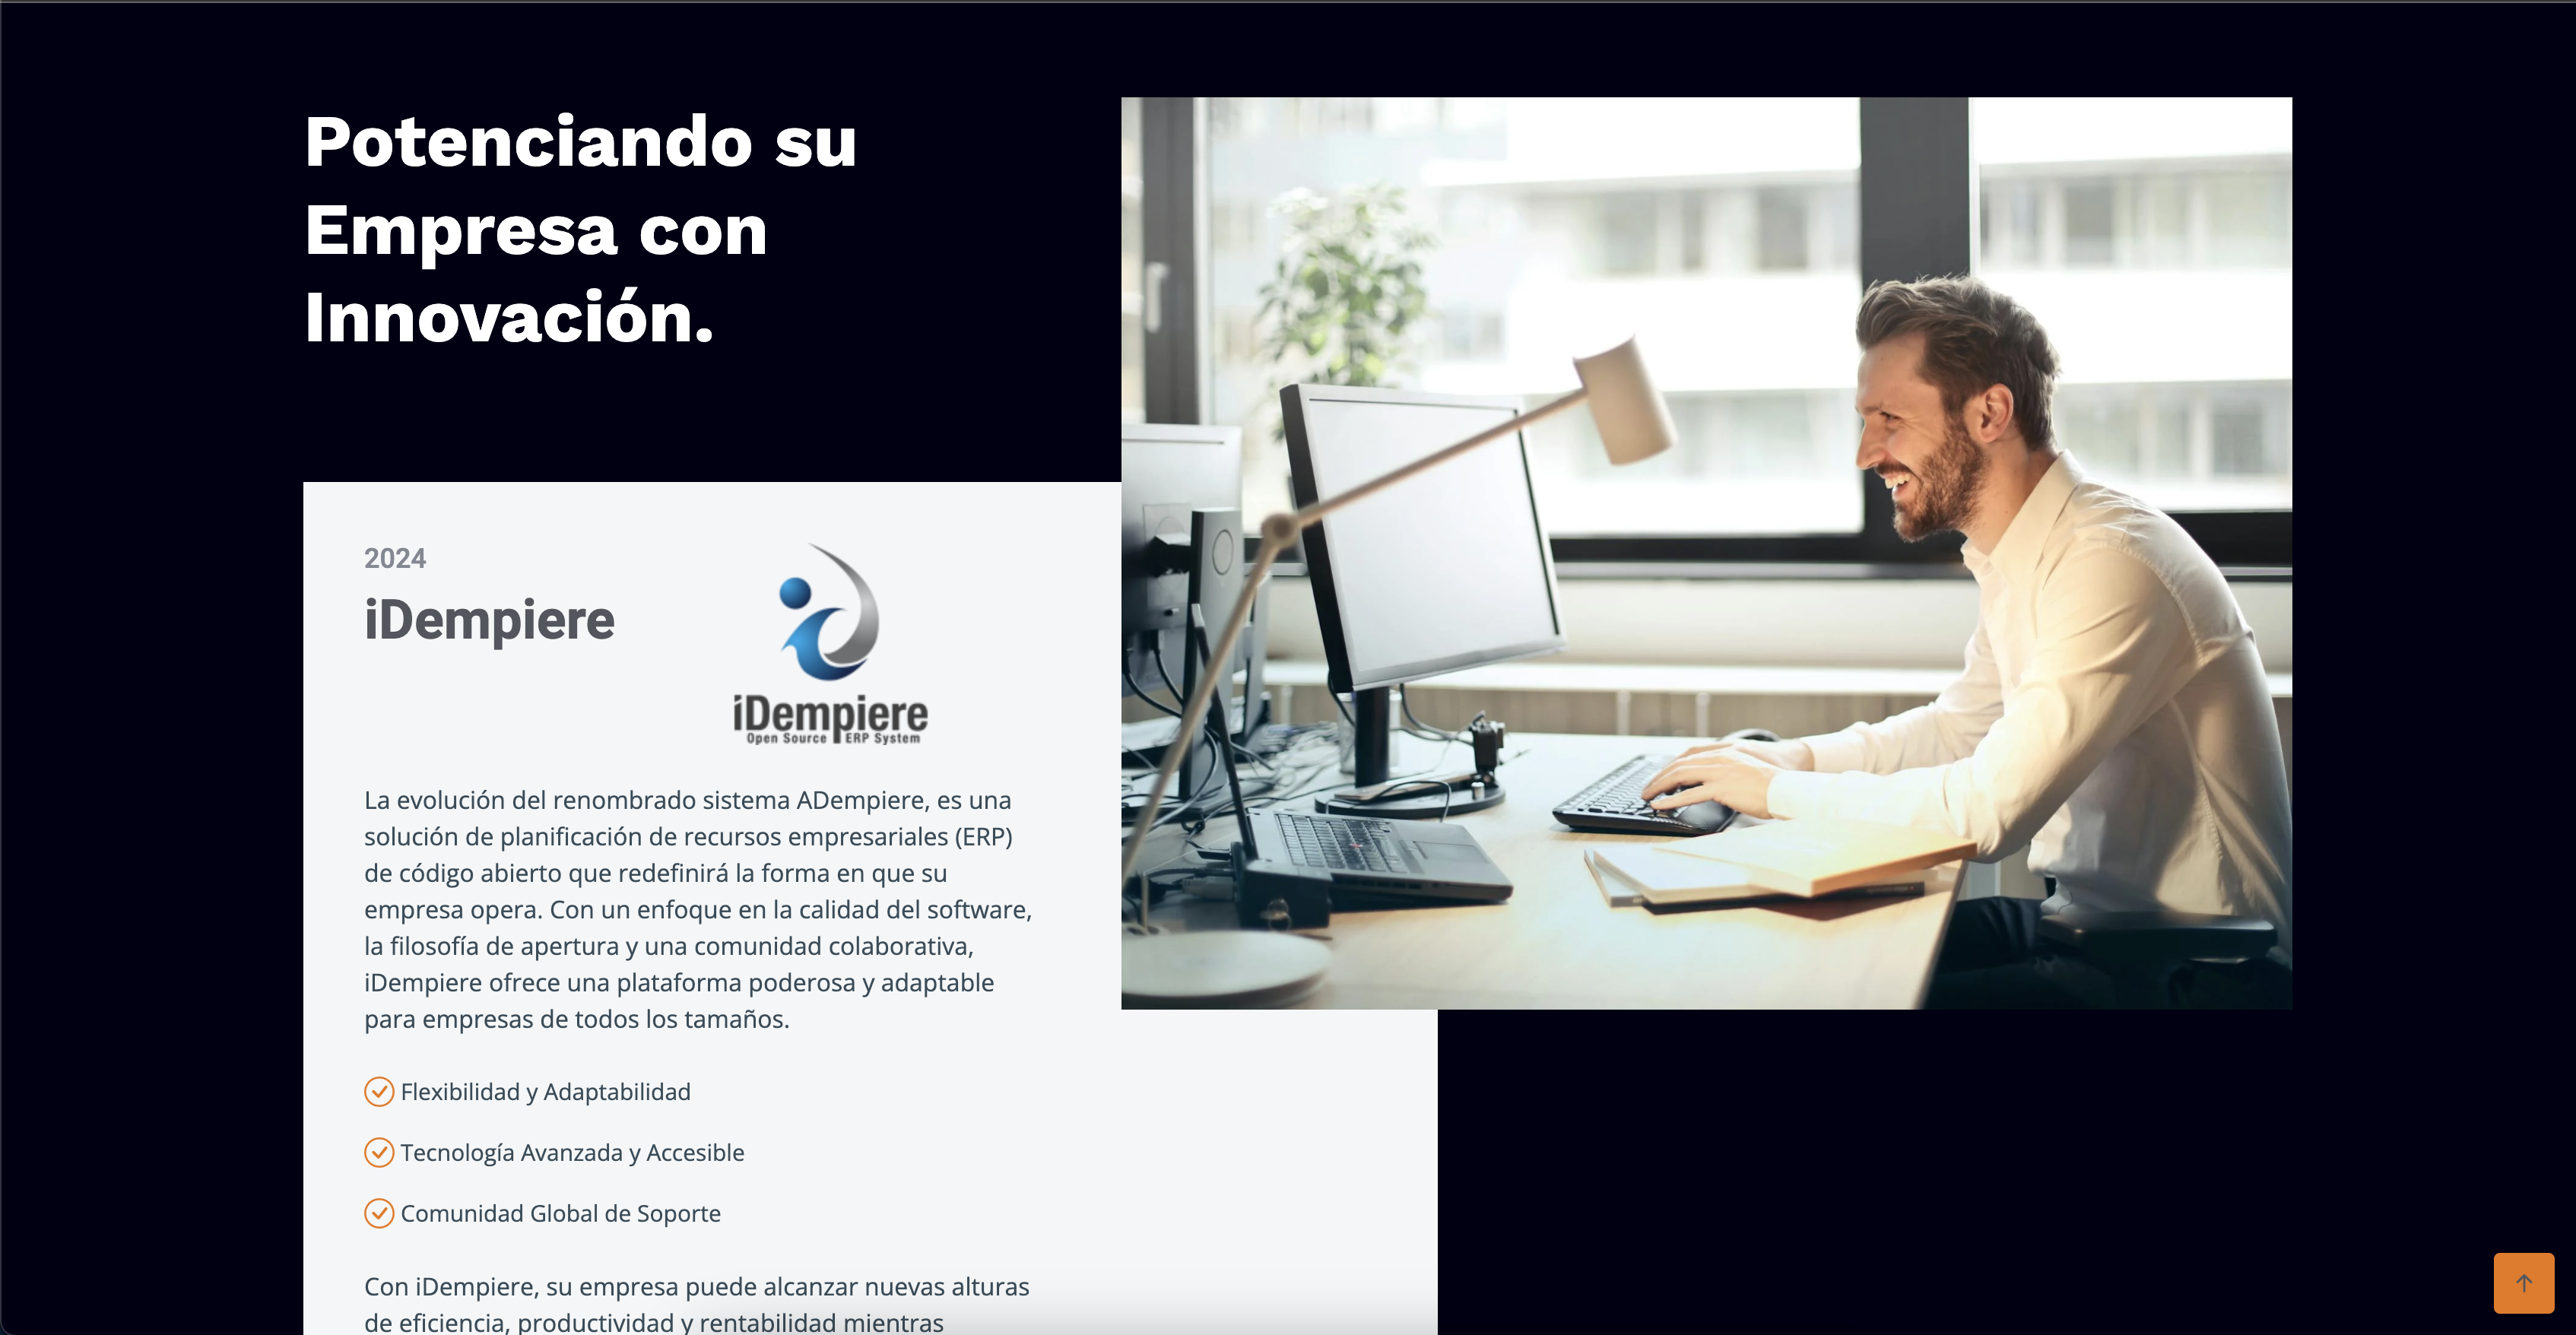 Potenciando su
Empresa con
Innovación.
2024
iDempiere
iDempiere
Open Source ERP System
La evolución del renombrado sistema ADempiere, es una
solución de planificación de recursos empresariales (ERP)
de código abierto que redefinirá la forma en que su
empresa opera. Con un enfoque en la calidad del software,
la filosofía de apertura y una comunidad colaborativa,
iDempiere ofrece una plataforma poderosa y adaptable
para empresas de todos los tamaños.
Flexibilidad y Adaptabilidad
Tecnología Avanzada y Accesible
Comunidad Global de Soporte
Con iDempiere, su empresa puede alcanzar nuevas alturas
de eficiencia, productividad y rentabilidad mientras